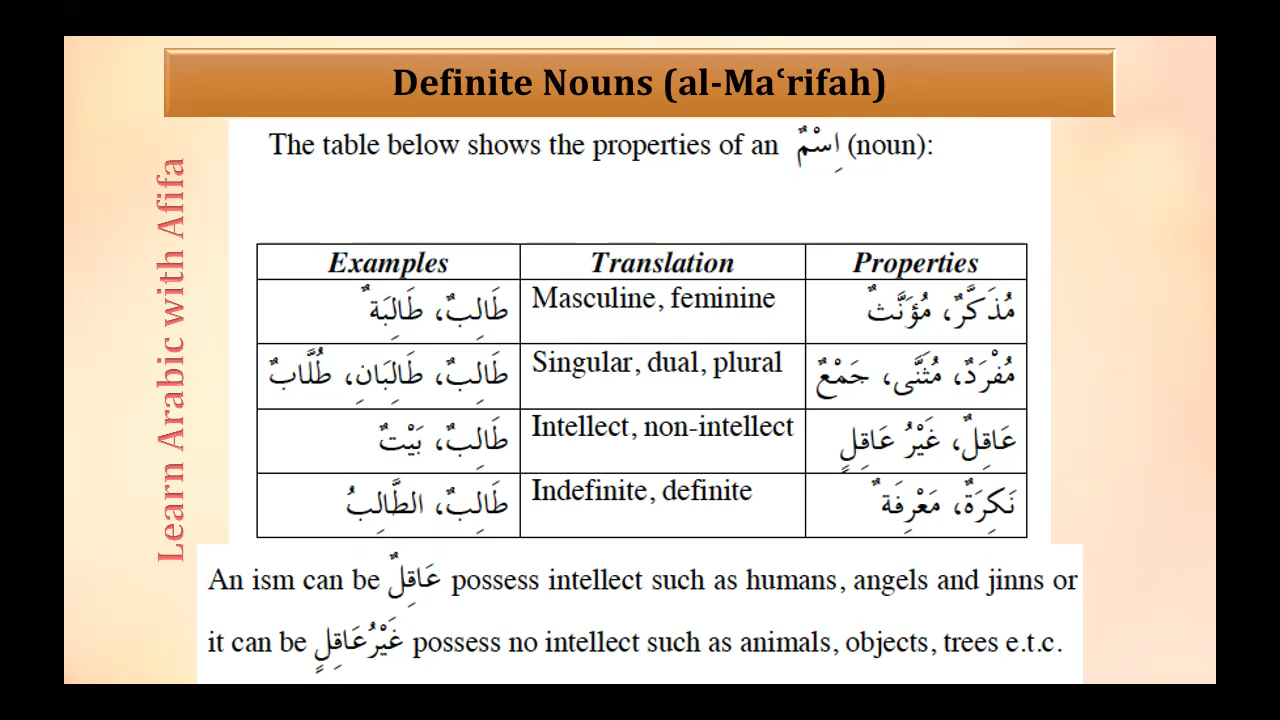 Definite Nouns (al-Maʿrifah)
The table below shows the properties of an اِسْمٌ (noun):
Examples Translation Properties
طَالِبٌ، طَالِبَةٌ Masculine, feminine مُذَكَّرٌ، مُؤَنَّثٌ
طَالِبٌ، طَالِبَانِ، طُلَّابٌ Singular, dual, plural مُفْرَدٌ، مُثَنَّى، جَمْعٌ
طَالِبٌ، بَيْتٌ Intellect, non-intellect عَاقِلٌ، غَيْرُ عَاقِلٍ
طَالِبٌ، الطَّالِبُ Indefinite, definite نَكِرَةٌ، مَعْرِفَةٌ
An ism can be عَاقِلٌ possess intellect such as humans, angels and jinns or
it can be غَيْرُعَاقِلٍ possess no intellect such as animals, objects, trees e.t.c.
Learn Arabic with Afifa